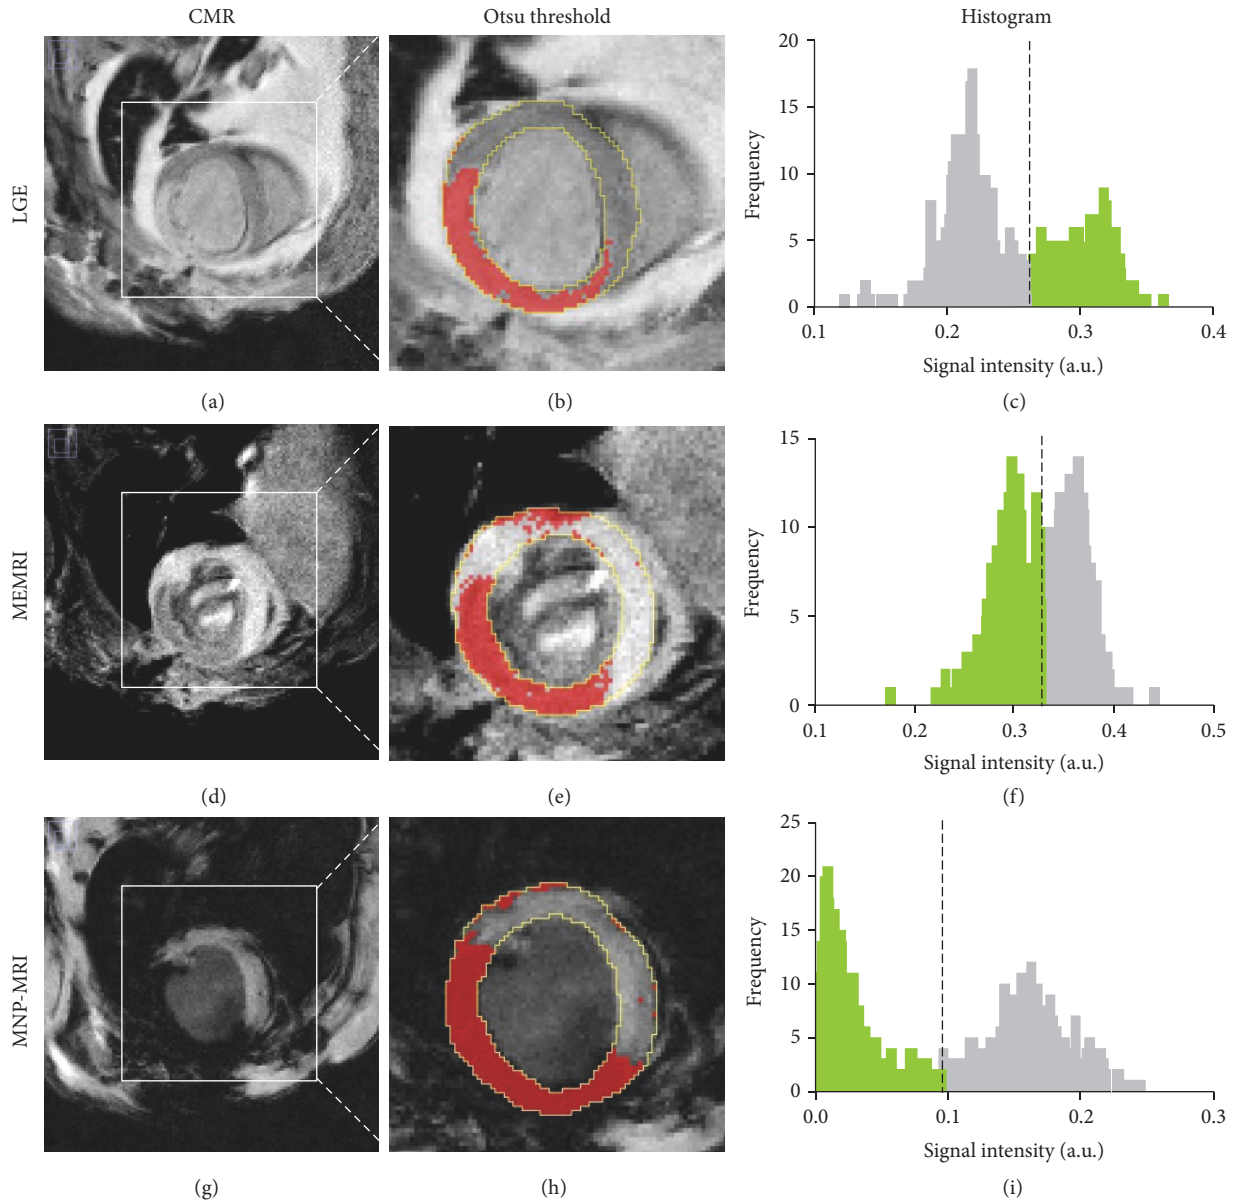 CMR
Otsu threshold
Histogram
LGE
Frequency
20
15
10
5
0
0.1
0.2
0.3
0.4
Signal intensity (a.u.)
(a)
(b)
(c)
MEMRI
Frequency
15
10
5
0
0.1
0.2
0.3
0.4
0.5
Signal intensity (a.u.)
(d)
(e)
(f)
MNP-MRI
Frequency
25
20
15
10
5
0
0.0
0.1
0.2
0.3
Signal intensity (a.u.)
(g)
(h)
(i)